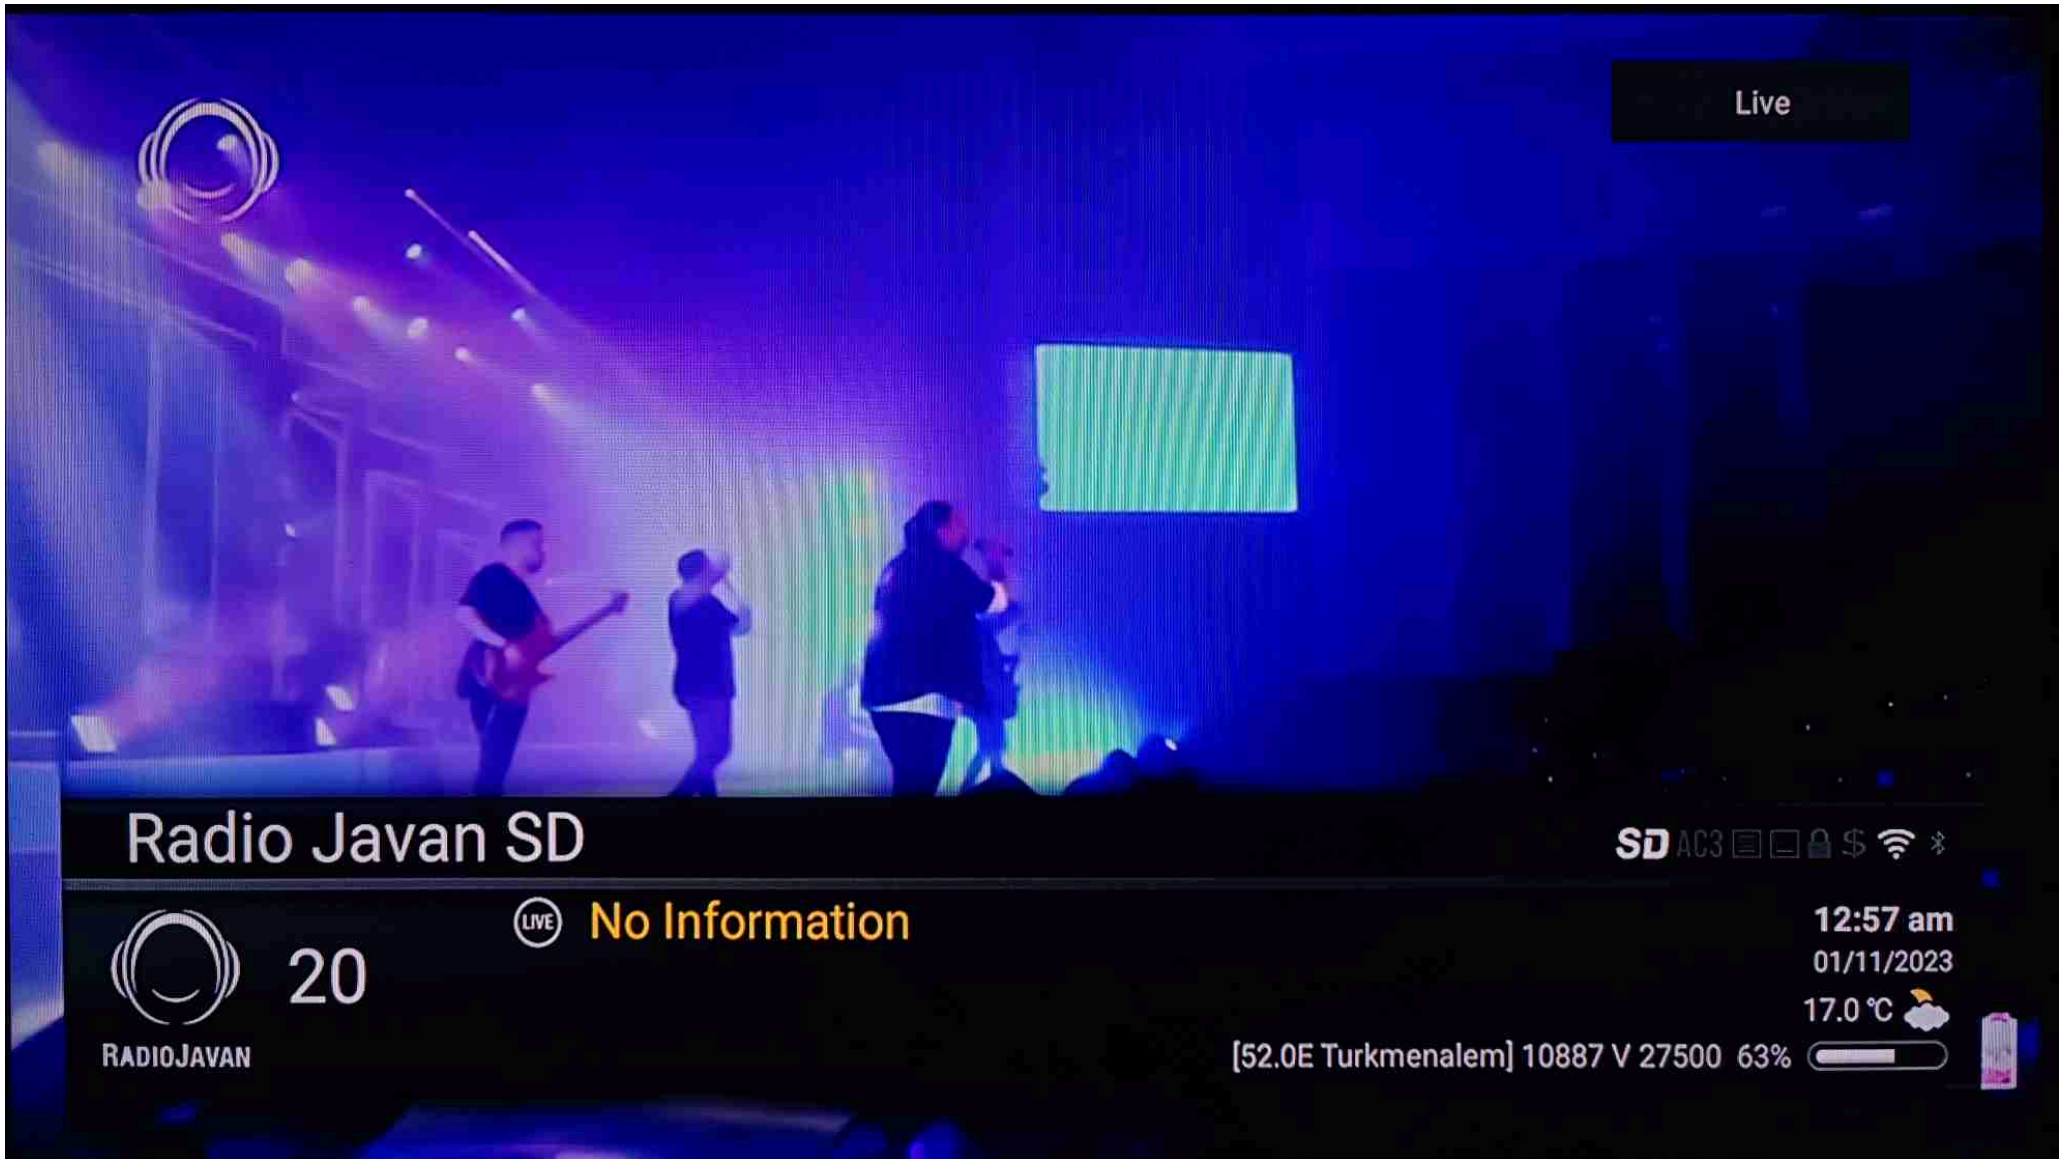 Live
Radio Javan SD
SD AC3 $
LIVE No Information
20
RADIOJAVAN
12:57 am
01/11/2023
17.0 °C
[52.0E Turkmenalem] 10887 V 27500 63%